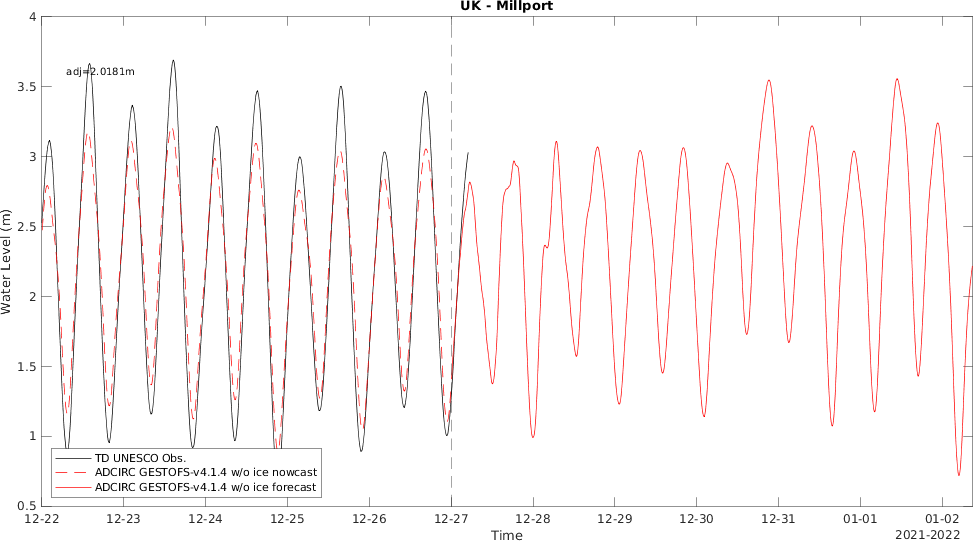 UK - Millport
4
3.5
3
2.5
2
1.5
1
0.5
Water Level (m)
adj=2.0181m
TD UNESCO Obs.
ADCIRC GESTOFS-v4.1.4 w/o ice nowcast
ADCIRC GESTOFS-v4.1.4 w/o ice forecast
12-22 12-23 12-24 12-25 12-26 12-27 12-28 12-29 12-30 12-31 01-01 01-02
Time
2021-2022